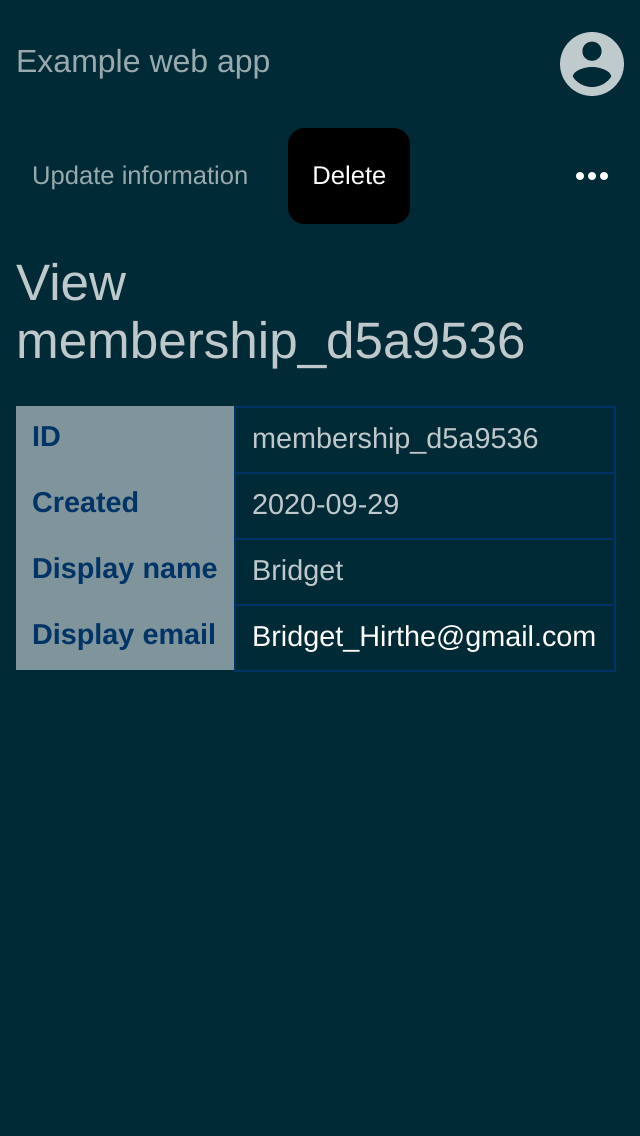 Example web app
Update information
Delete
View
membership_d5a9536
ID
membership_d5a9536
Created
2020-09-29
Display name
Bridget
Display email
Bridget_Hirthe@gmail.com